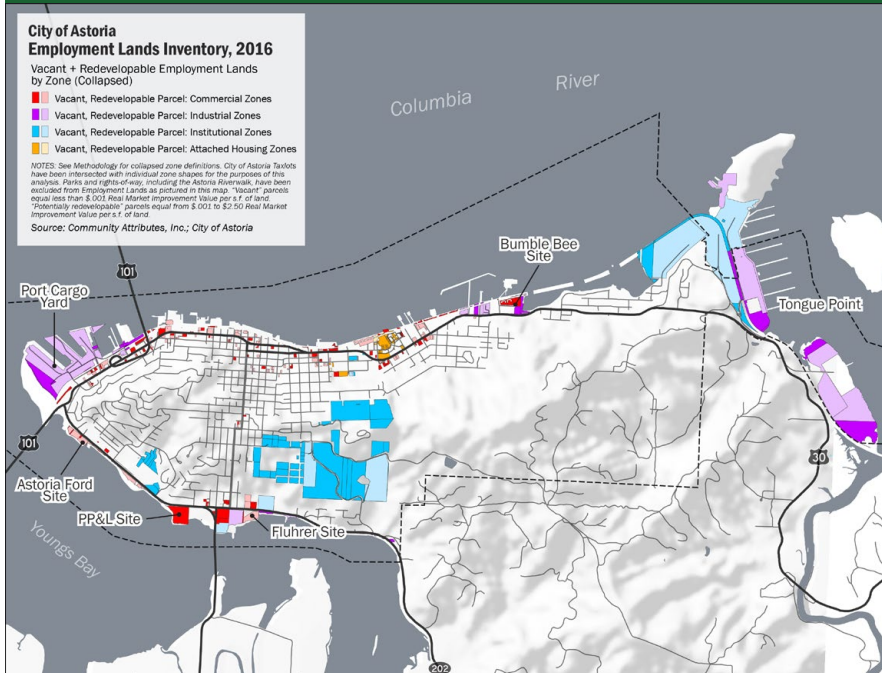 City of Astoria
Employment Lands Inventory, 2016
Vacant + Redevelopable Employment Lands
by Zone (Collapsed)
Vacant, Redevelopable Parcel: Commercial Zones
Vacant, Redevelopable Parcel: Industrial Zones
Vacant, Redevelopable Parcel: Institutional Zones
Vacant, Redevelopable Parcel: Attached Housing Zones
NOTES: See Methodology for collapsed zone definitions. City of Astoria Taxlots
have been intersected with individual zone shapes for the purposes of this
analysis. Parks and rights-of-way, including the Astoria Riverwalk, have been
excluded from Employment Lands as pictured in this map. "Vacant" parcels
equal less than $.001 Real Market Improvement Value per s.f. of land.
"Potentially redevelopable" parcels equal from $.001 to $2.50 Real Market
Improvement Value per s.f. of land.
Source: Community Attributes, Inc.; City of Astoria
Columbia River
101
Bumble Bee
Site
Port Cargo
Yard
Tongue Point
101
30
Astoria Ford
Site
PP&L Site
Fluhrer Site
Youngs Bay
202